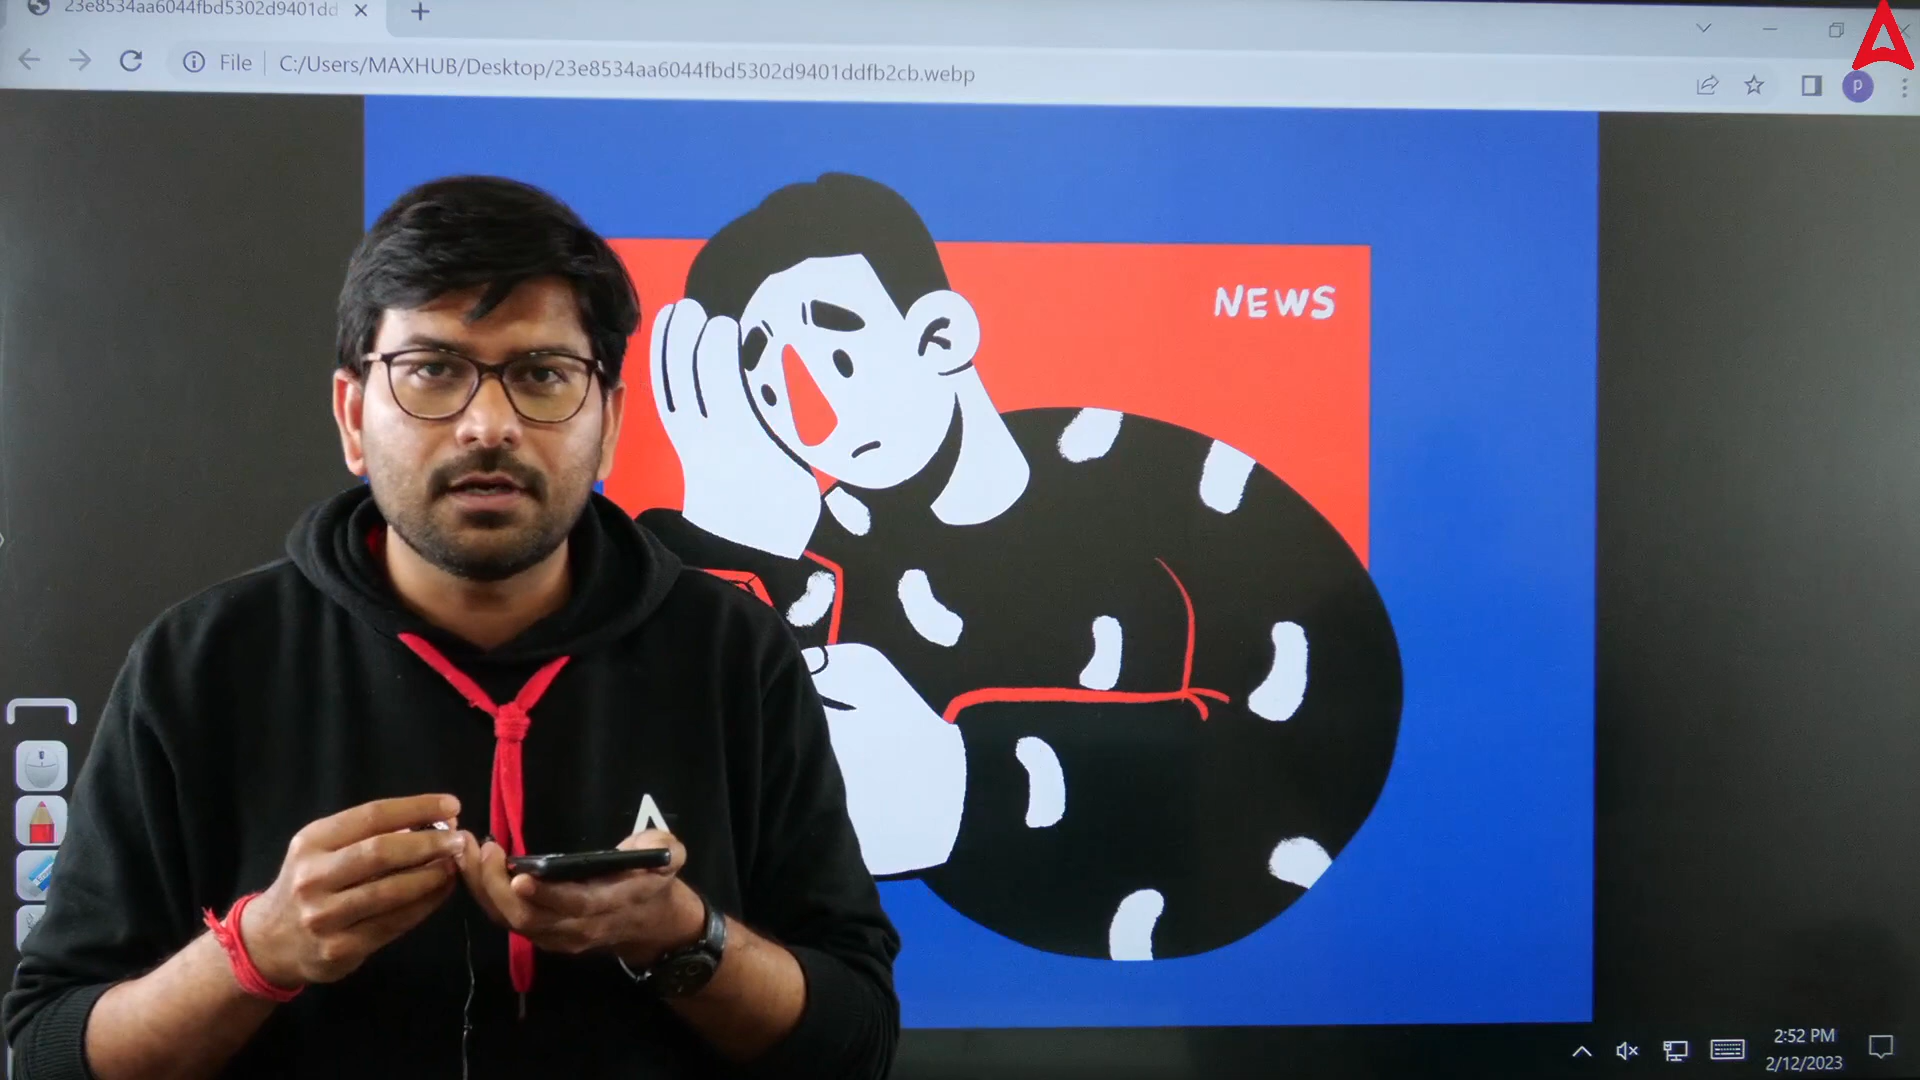 23e8534aa6044fbd5302d9401dd
File C:/Users/MAXHUB/Desktop/23e8534aa6044fbd5302d9401ddfb2cb.webp
P
NEWS
A
2:52 PM
2/12/2023